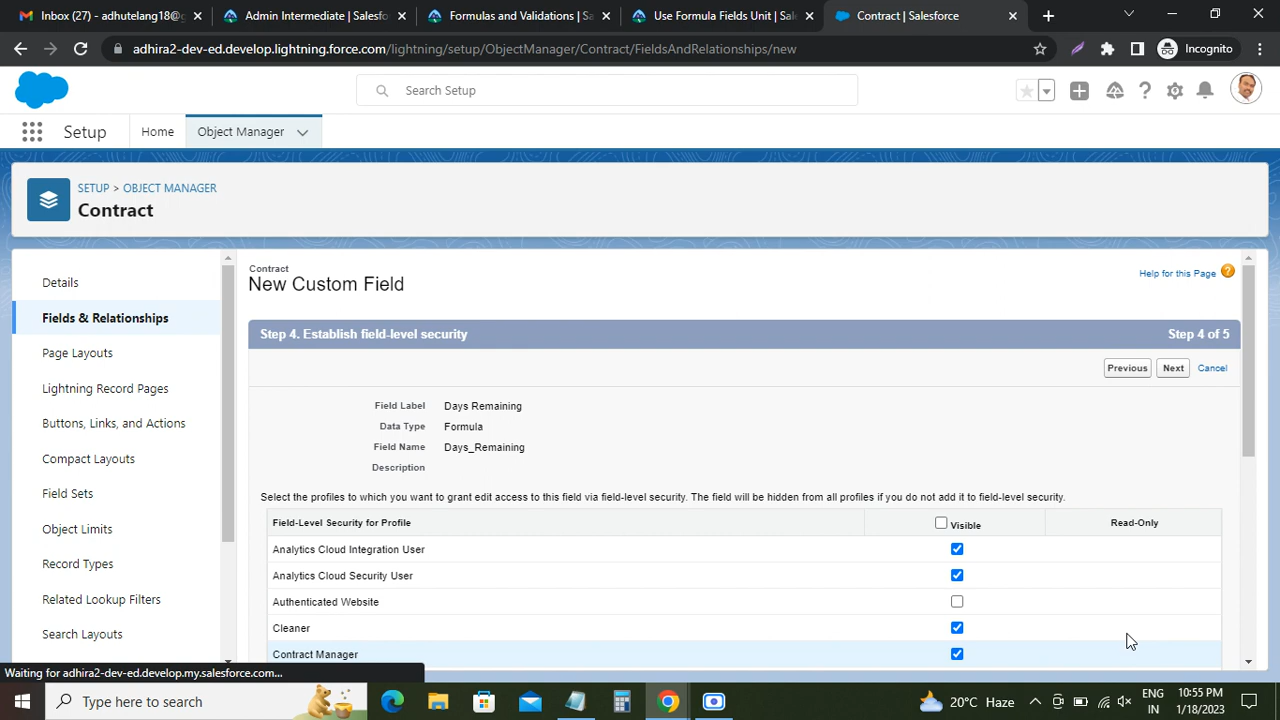 Inbox (27) - adhutelang18@g
Admin Intermediate | Salesfo
Formulas and Validations | S
Use Formula Fields Unit | Sa
Contract | Salesforce
adhira2-dev-ed.develop.lightning.force.com/lightning/setup/ObjectManager/Contract/FieldsAndRelationships/new
Incognito
Search Setup
Setup
Home
Object Manager
SETUP > OBJECT MANAGER
Contract
Details
Fields & Relationships
Page Layouts
Lightning Record Pages
Buttons, Links, and Actions
Compact Layouts
Field Sets
Object Limits
Record Types
Related Lookup Filters
Search Layouts
Contract
New Custom Field
Help for this Page ?
Step 4. Establish field-level security
Step 4 of 5
Previous
Next
Cancel
Field Label Days Remaining
Data Type Formula
Field Name Days_Remaining
Description
Select the profiles to which you want to grant edit access to this field via field-level security. The field will be hidden from all profiles if you do not add it to field-level security.
Field-Level Security for Profile
Visible
Read-Only
Analytics Cloud Integration User
Analytics Cloud Security User
Authenticated Website
Cleaner
Contract Manager
Waiting for adhira2-dev-ed.develop.my.salesforce.com...
Type here to search
20°C Haze
ENG
IN
10:55 PM
1/18/2023